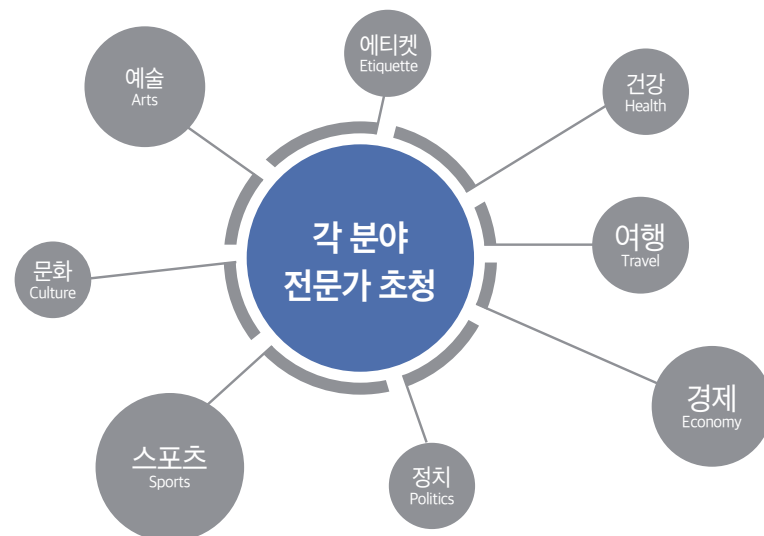 에티켓
Etiquette
예술
Arts
건강
Health
각 분야
전문가 초청
여행
Travel
문화
Culture
경제
Economy
스포츠
Sports
정치
Politics